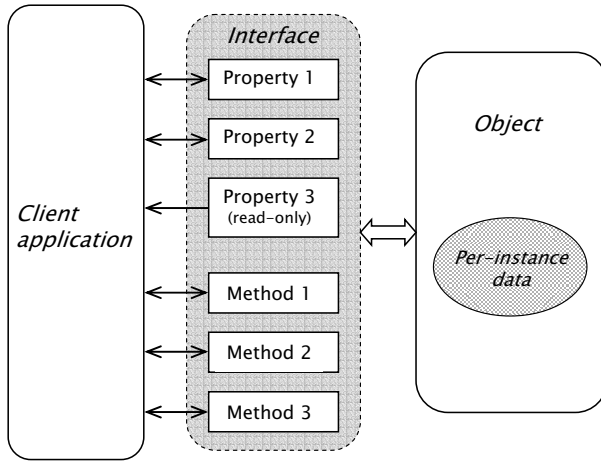 Interface
Property 1
Property 2
Property 3
(read-only)
Method 1
Method 2
Method 3
Client
application
Object
Per-instance
data